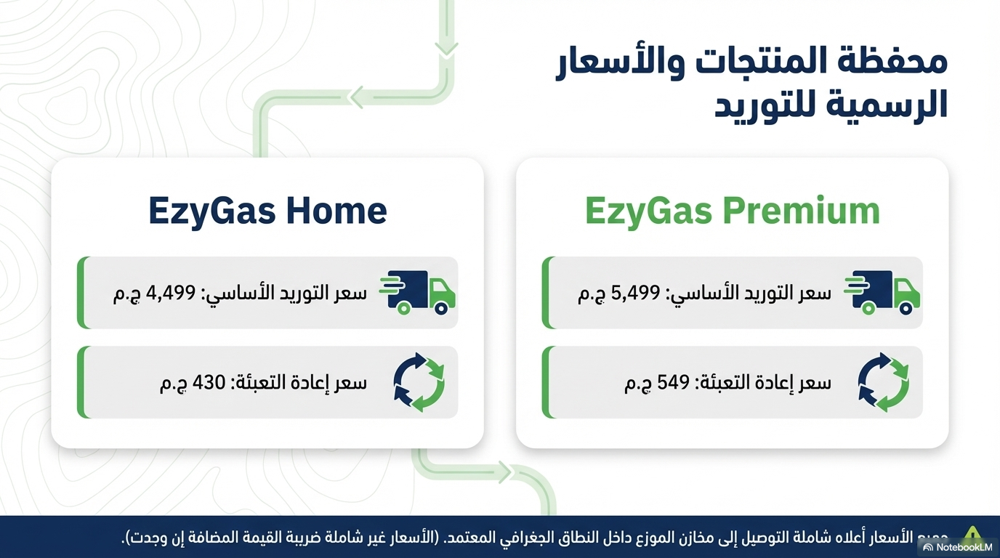 محفظة المنتجات والأسعار
الرسمية للتوريد
EzyGas Premium
سعر التوريد الأساسي: 5,499 ج.م
سعر إعادة التعبئة: 549 ج.م
EzyGas Home
سعر التوريد الأساسي: 4,499 ج.م
سعر إعادة التعبئة: 430 ج.م
الأسعار أعلاه شاملة التوصيل إلى مخازن الموزع داخل النطاق الجغرافي المعتمد. (الأسعار غير شاملة ضريبة القيمة المضافة إن وجدت).
NotebookLM